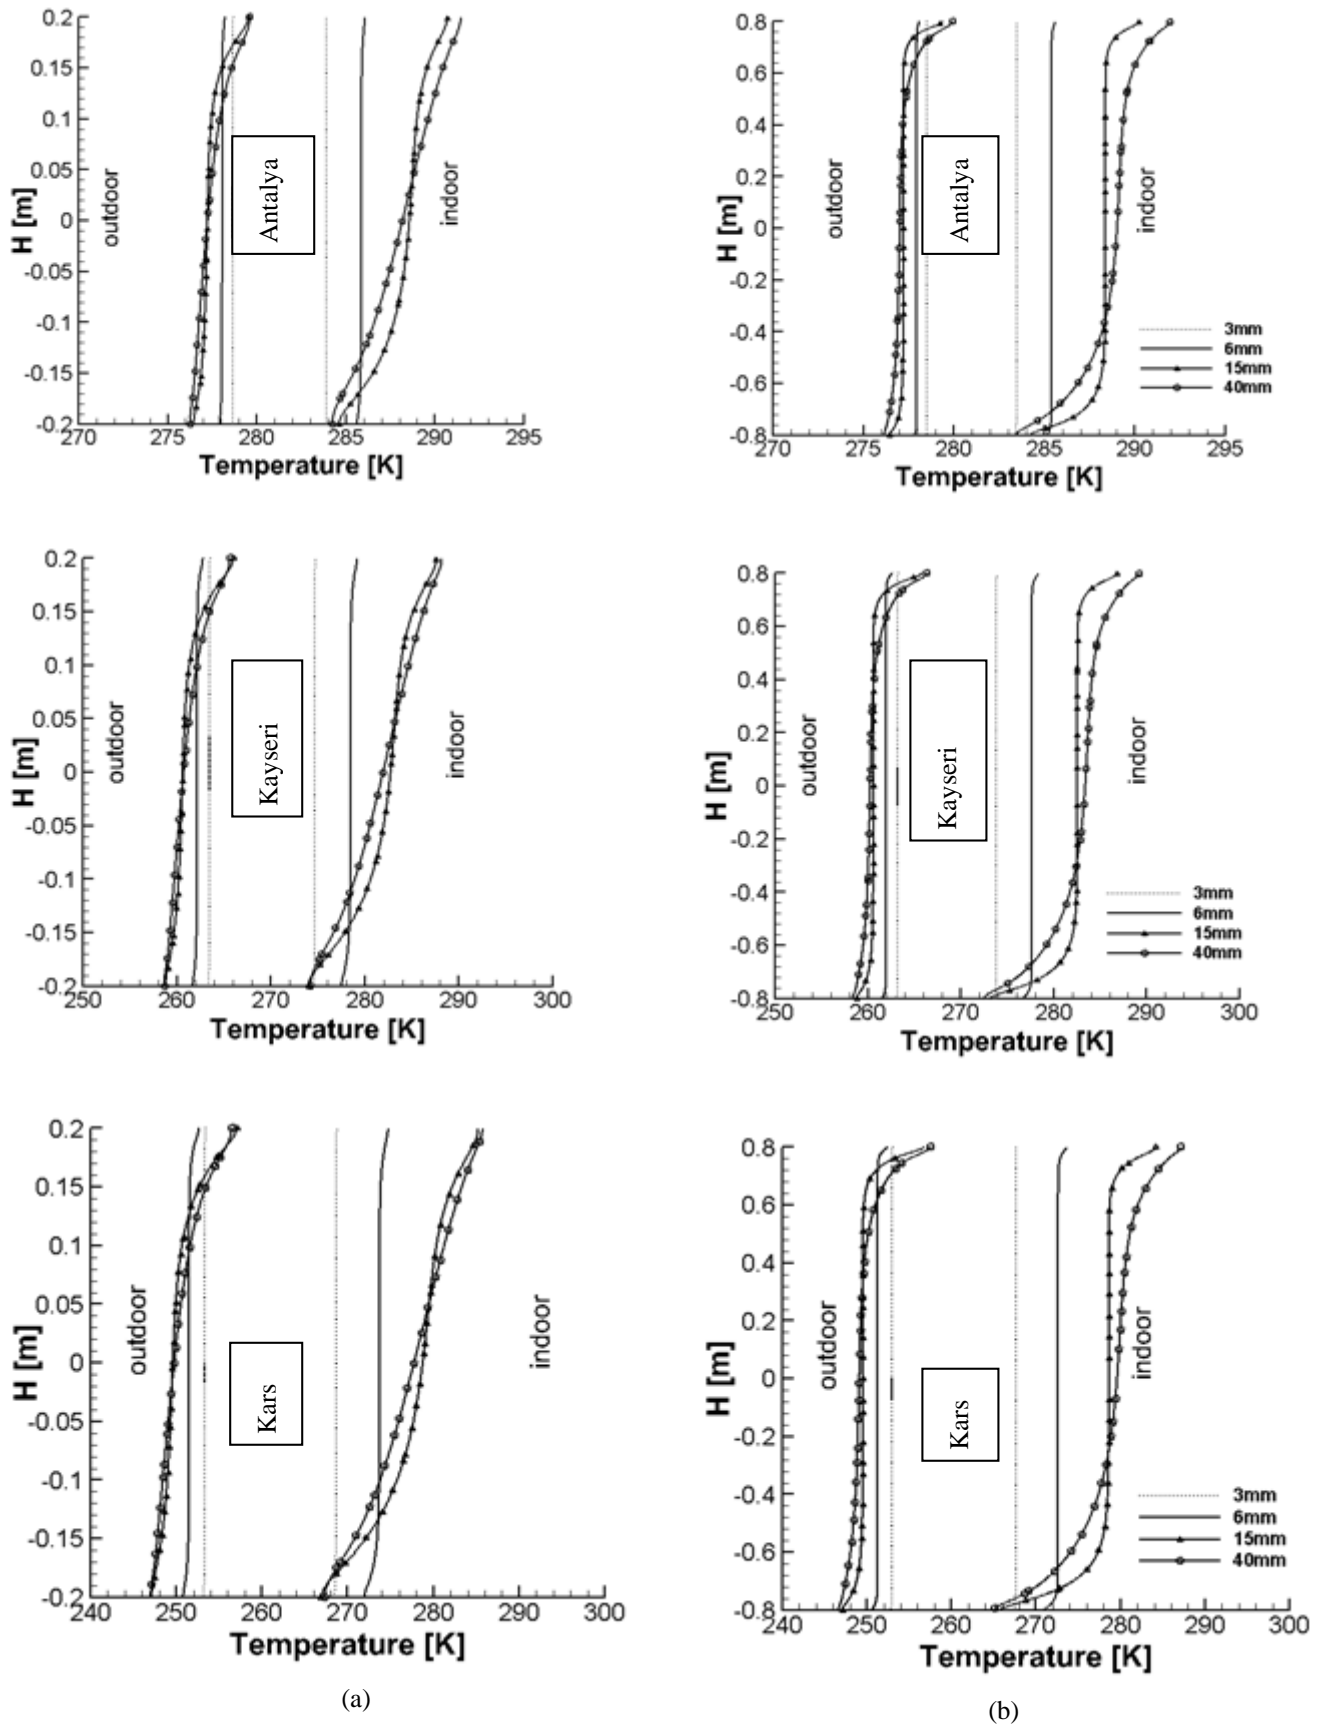 0.2
0.15
0.1
0.05
0
-0.05
-0.1
-0.15
-0.2
H [m]
outdoor
Antalya
indoor
270 275 280 285 290 295
Temperature [K]
0.8
0.6
0.4
0.2
0
-0.2
-0.4
-0.6
-0.8
H [m]
outdoor
Antalya
indoor
3mm
6mm
15mm
40mm
270 275 280 285 290 295
Temperature [K]
0.2
0.15
0.1
0.05
0
-0.05
-0.1
-0.15
-0.2
H [m]
outdoor
Kayseri
indoor
250 260 270 280 290 300
Temperature [K]
0.8
0.6
0.4
0.2
0
-0.2
-0.4
-0.6
-0.8
H [m]
outdoor
Kayseri
indoor
3mm
6mm
15mm
40mm
250 260 270 280 290 300
Temperature [K]
0.2
0.15
0.1
0.05
0
-0.05
-0.1
-0.15
-0.2
H [m]
outdoor
Kars
indoor
240 250 260 270 280 290 300
Temperature [K]
0.8
0.6
0.4
0.2
0
-0.2
-0.4
-0.6
-0.8
H [m]
outdoor
Kars
indoor
3mm
6mm
15mm
40mm
240 250 260 270 280 290 300
Temperature [K]
(a)
(b)